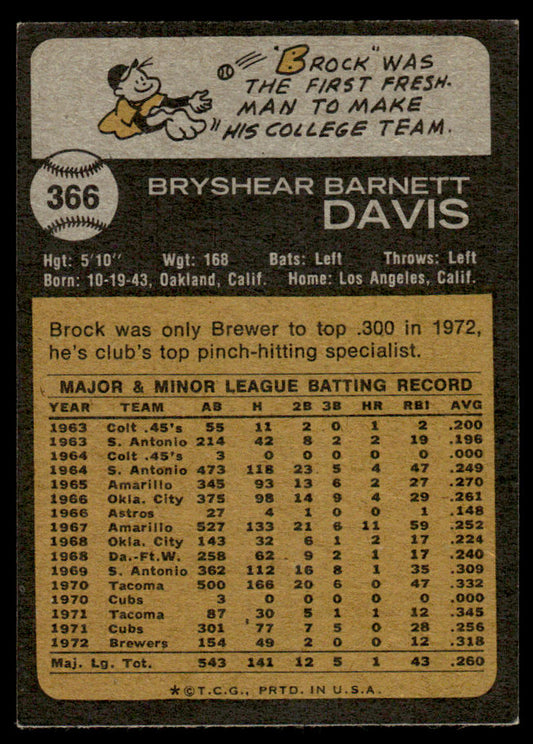 "BROCK" WAS
THE FIRST FRESH-
MAN TO MAKE
HIS COLLEGE TEAM.
366
BRYSHEAR BARNETT
DAVIS
Hgt: 5'10" Wgt: 168 Bats: Left Throws: Left
Born: 10-19-43, Oakland, Calif. Home: Los Angeles, Calif.
Brock was only Brewer to top .300 in 1972,
he's club's top pinch-hitting specialist.
MAJOR & MINOR LEAGUE BATTING RECORD
YEAR TEAM AB H 2B 3B HR RBI AVG
1963 Colt .45's 55 11 2 0 1 2 .200
1963 S. Antonio 214 42 8 2 2 19 .196
1964 Colt .45's 3 0 0 0 0 0 .000
1964 S. Antonio 473 118 23 5 4 47 .249
1965 Amarillo 345 93 13 6 2 27 .270
1966 Okla. City 375 98 14 9 4 29 .261
1966 Astros 27 4 1 0 0 1 .148
1967 Amarillo 527 133 21 6 11 59 .252
1968 Okla. City 143 32 6 1 2 17 .224
1968 Da.-Ft.W. 258 62 9 2 1 17 .240
1969 S. Antonio 362 112 16 8 1 35 .309
1970 Tacoma 500 166 20 6 0 47 .332
1970 Cubs 3 0 0 0 0 0 .000
1971 Tacoma 87 30 5 1 1 12 .345
1971 Cubs 301 77 7 5 0 28 .256
1972 Brewers 154 49 2 0 0 12 .318
Maj. Lg. Tot. 543 141 12 5 1 43 .260
*©T.C.G., PRTD. IN U.S.A.